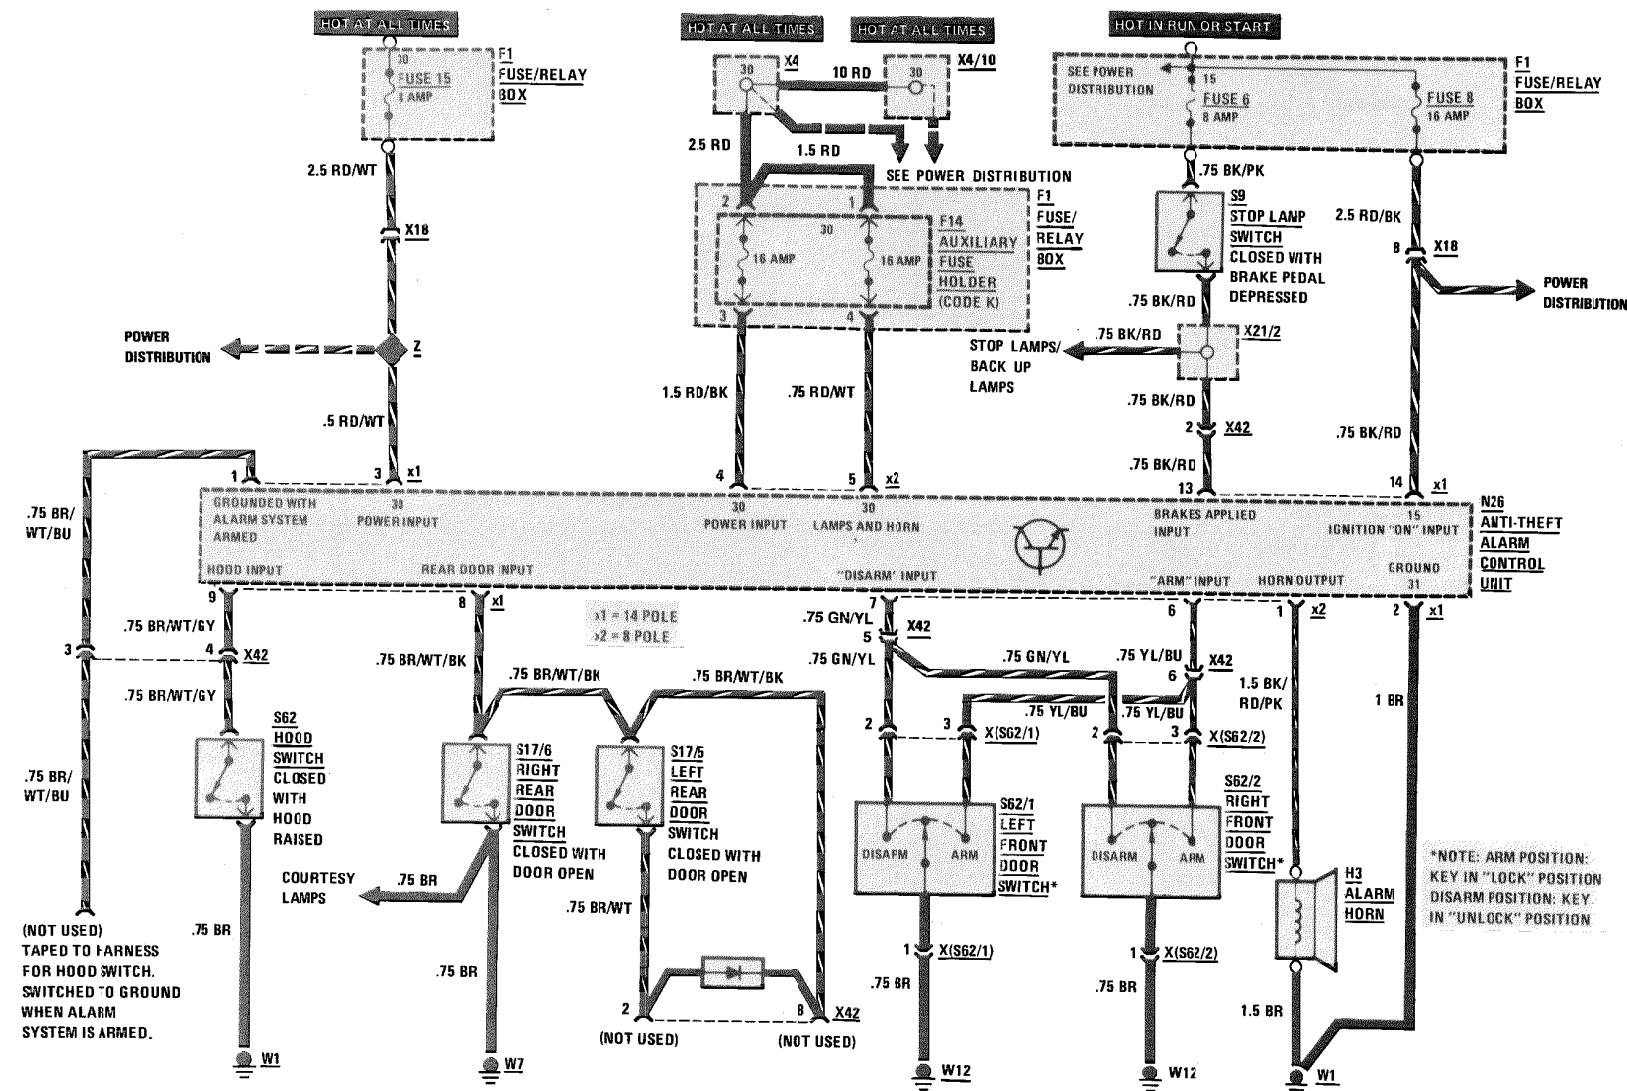 HOT AT ALL TIMES
HOT AT ALL TIMES
HOT AT ALL TIMES
HOT IN RUN OR START
30
FUSE 15
AMP
F1
FUSE/RELAY
BOX
X4
30
10 RD
30
X4/10
SEE POWER
DISTRIBUTION
15
FUSE 6
8 AMP
FUSE 8
16 AMP
F1
FUSE/RELAY
BOX
2.5 RD/WT
2.5 RD
1.5 RD
SEE POWER DISTRIBUTION
.75 BK/PK
X18
2
1
30
16 AMP
16 AMP
F14
AUXILIARY
FUSE
HOLDER
(CODE K)
F1
FUSE/
RELAY
BOX
3
4
S9
STOP LAMP
SWITCH
CLOSED WITH
BRAKE PEDAL
DEPRESSED
2.5 RD/BK
8
X18
POWER
DISTRIBUTION
.75 BK/RD
POWER
DISTRIBUTION
Z
STOP LAMPS/
BACK UP
LAMPS
.75 BK/RD
X21/2
.5 RD/WT
1.5 RD/BK
.75 RD/WT
.75 BK/RD
2
X42
.75 BK/RD
.75 BK/RD
1
3
x1
4
5
x2
13
14
x1
GROUNDED WITH
ALARM SYSTEM
ARMED
30
POWER INPUT
30
POWER INPUT
30
LAMPS AND HORN
BRAKES APPLIED
INPUT
15
IGNITION "ON" INPUT
N26
ANTI-THEFT
ALARM
CONTROL
UNIT
HOOD INPUT
REAR DOOR INPUT
"DISARM' INPUT
"ARM" INPUT
HORN OUTPUT
GROUND
31
.75 BR/
WT/BU
9
8
x1
x1 = 14 POLE
x2 = 8 POLE
7
6
1
x2
2
x1
.75 BR/WT/GY
3
4
X42
.75 BR/WT/GY
.75 BR/WT/BK
.75 BR/WT/BK
.75 BR/WT/BK
.75 GN/YL
5
X42
.75 GN/YL
.75 GN/YL
.75 YL/BU
X42
6
.75 YL/BU
.75 YL/BU
1.5 BK/
RD/PK
1 BR
2
3
X(S62/1)
2
3
X(S62/2)
.75 BR/
WT/BU
S62
HOOD
SWITCH
CLOSED
WITH
HOOD
RAISED
S17/6
RIGHT
REAR
DOOR
SWITCH
CLOSED WITH
DOOR OPEN
S17/5
LEFT
REAR
DOOR
SWITCH
CLOSED WITH
DOOR OPEN
DISARM
ARM
S62/1
LEFT
FRONT
DOOR
SWITCH*
DISARM
ARM
S62/2
RIGHT
FRONT
DOOR
SWITCH*
H3
ALARM
HORN
*NOTE: ARM POSITION:
KEY IN "LOCK" POSITION
DISARM POSITION: KEY
IN "UNLOCK" POSITION
COURTESY
LAMPS
.75 BR
.75 BR/WT
(NOT USED)
TAPED TO HARNESS
FOR HOOD SWITCH.
SWITCHED TO GROUND
WHEN ALARM
SYSTEM IS ARMED.
.75 BR
.75 BR
1
X(S62/1)
.75 BR
1
X(S62/2)
.75 BR
1.5 BR
2
(NOT USED)
8
X42
(NOT USED)
W1
W7
W12
W12
W1